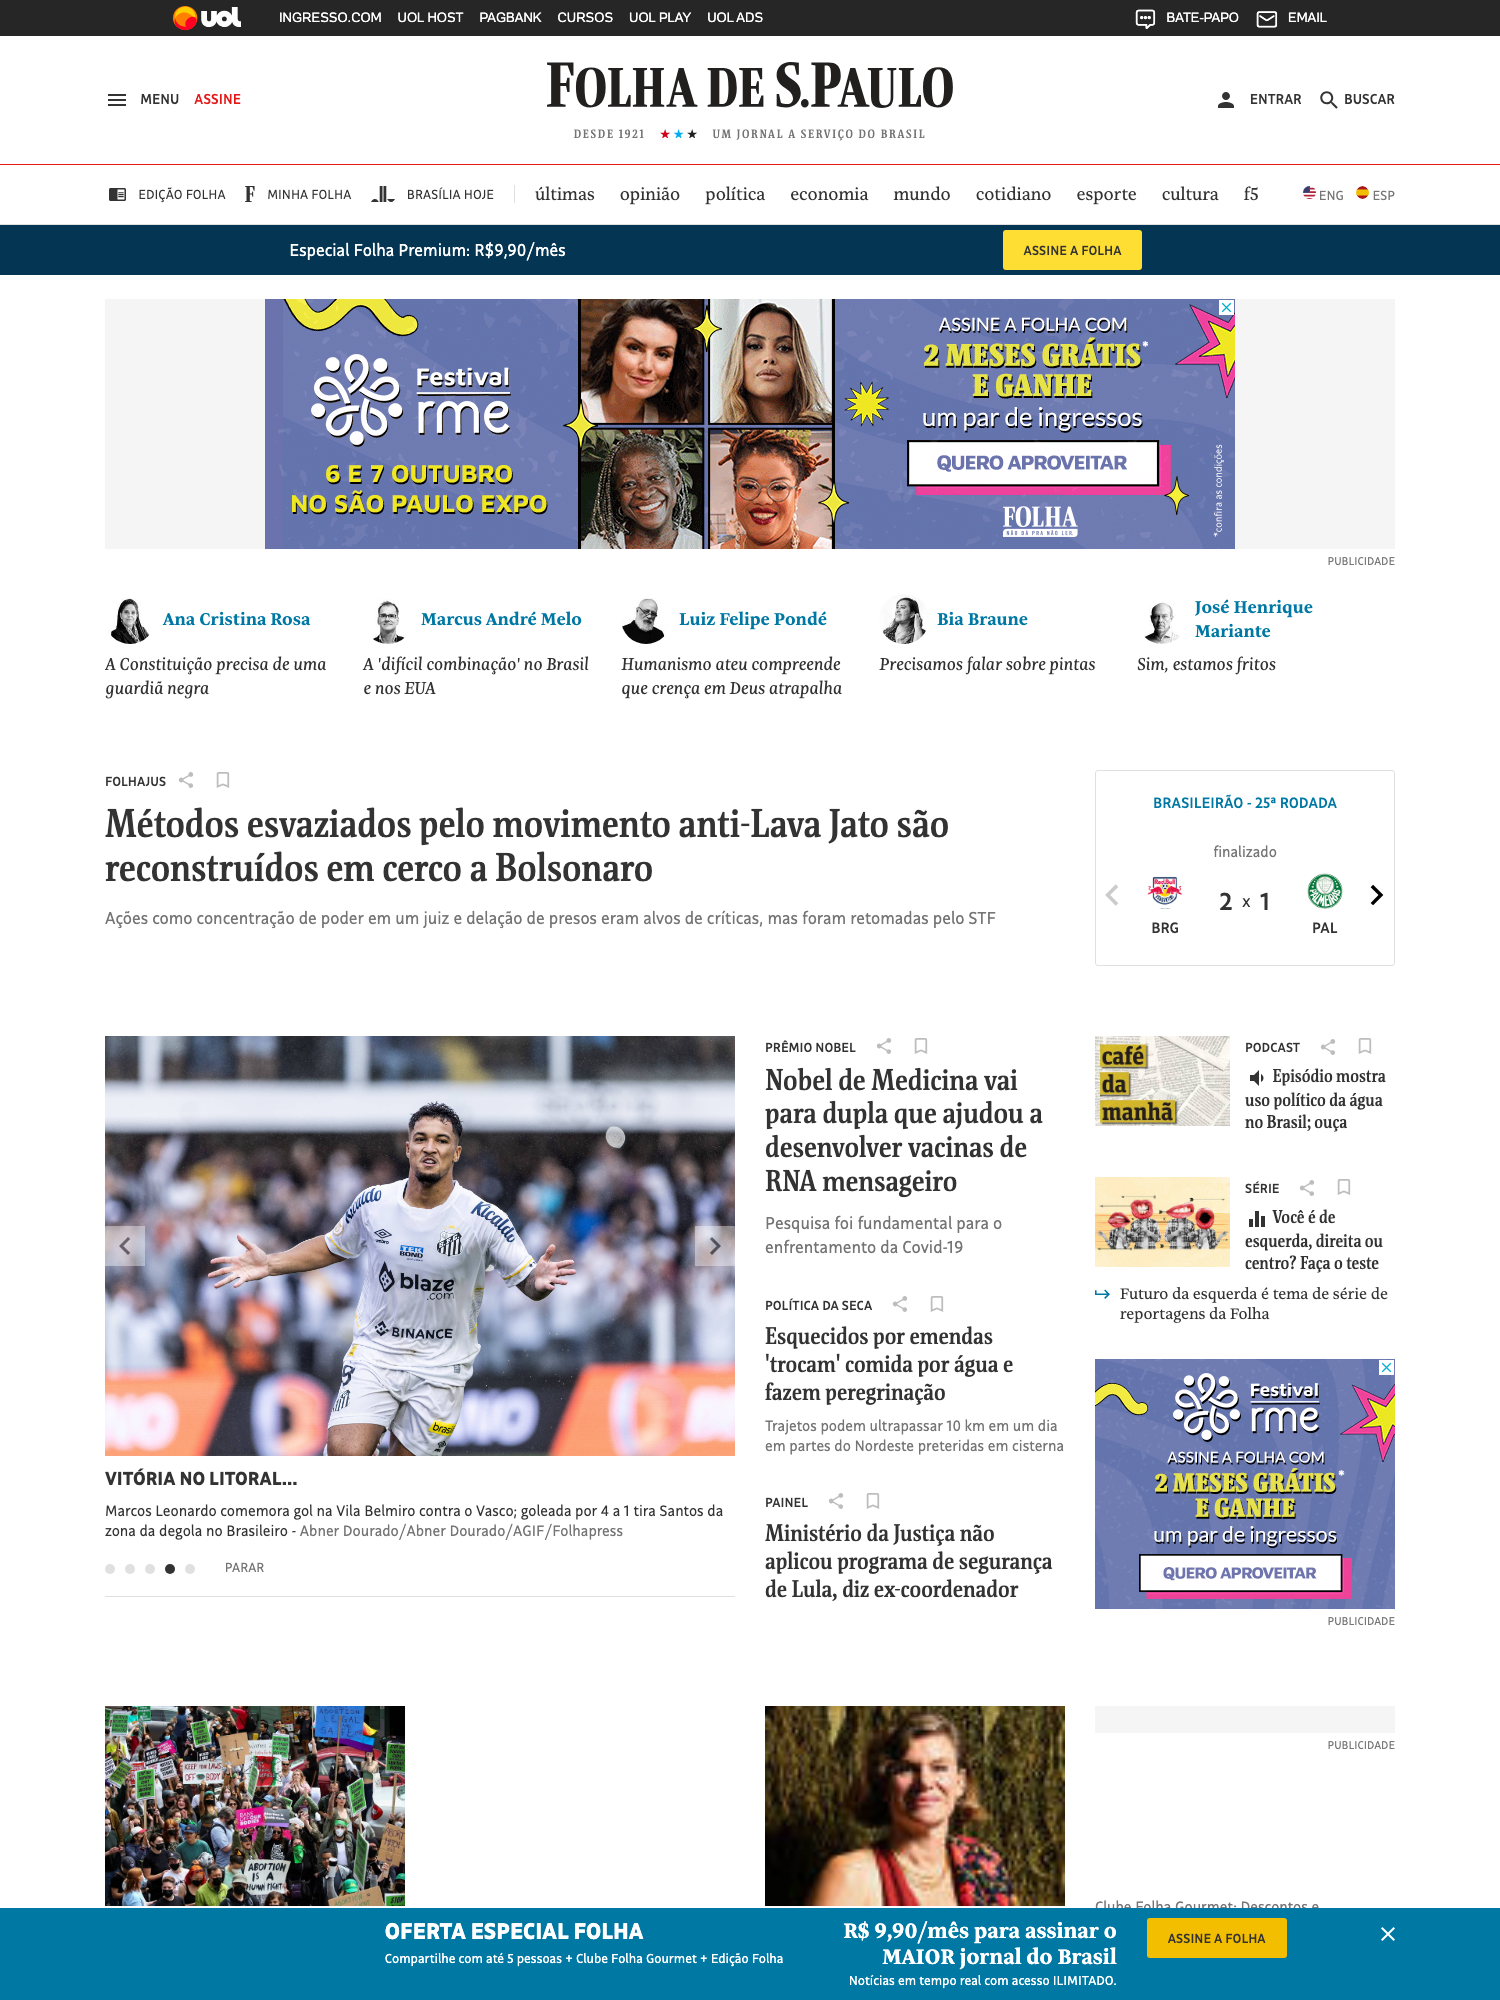 uol
INGRESSO.COM UOL HOST PAGBANK CURSOS UOL PLAY UOL ADS
BATE-PAPO EMAIL
MENU ASSINE
FOLHA DE S.PAULO
DESDE 1921 ★★★ UM JORNAL A SERVIÇO DO BRASIL
ENTRAR BUSCAR
EDIÇÃO FOLHA F MINHA FOLHA BRASÍLIA HOJE
últimas opinião política economia mundo cotidiano esporte cultura f5
ENG ESP
Especial Folha Premium: R$9,90/mês
ASSINE A FOLHA
Festival
rme
6 E 7 OUTUBRO
NO SÃO PAULO EXPO
ASSINE A FOLHA COM
2 MESES GRÁTIS*
E GANHE
um par de ingressos
QUERO APROVEITAR
FOLHA
NÃO DÁ PRA NÃO LER.
*confira as condições
PUBLICIDADE
Ana Cristina Rosa
A Constituição precisa de uma
guardiã negra
Marcus André Melo
A 'difícil combinação' no Brasil
e nos EUA
Luiz Felipe Pondé
Humanismo ateu compreende
que crença em Deus atrapalha
Bia Braune
Precisamos falar sobre pintas
José Henrique
Mariante
Sim, estamos fritos
FOLHAJUS
Métodos esvaziados pelo movimento anti-Lava Jato são
reconstruídos em cerco a Bolsonaro
Ações como concentração de poder em um juiz e delação de presos eram alvos de críticas, mas foram retomadas pelo STF
BRASILEIRÃO - 25ª RODADA
finalizado
2 x 1
BRG PAL
Kicaldo Kicaldo
TEK
BOND
blaze
.com
BINANCE
VITÓRIA NO LITORAL...
Marcos Leonardo comemora gol na Vila Belmiro contra o Vasco; goleada por 4 a 1 tira Santos da
zona da degola no Brasileiro - Abner Dourado/Abner Dourado/AGIF/Folhapress
PARAR
PRÊMIO NOBEL
Nobel de Medicina vai
para dupla que ajudou a
desenvolver vacinas de
RNA mensageiro
Pesquisa foi fundamental para o
enfrentamento da Covid-19
POLÍTICA DA SECA
Esquecidos por emendas
'trocam' comida por água e
fazem peregrinação
Trajetos podem ultrapassar 10 km em um dia
em partes do Nordeste preteridas em cisterna
PAINEL
Ministério da Justiça não
aplicou programa de segurança
de Lula, diz ex-coordenador
café
da
manhã
PODCAST
Episódio mostra
uso político da água
no Brasil; ouça
SÉRIE
Você é de
esquerda, direita ou
centro? Faça o teste
Futuro da esquerda é tema de série de
reportagens da Folha
Festival
rme
ASSINE A FOLHA COM
2 MESES GRÁTIS*
E GANHE
um par de ingressos
QUERO APROVEITAR
PUBLICIDADE
ABORTION
IS A
HUMAN RIGHT
PUBLICIDADE
Clube Folha Gourmet: Descontos e
OFERTA ESPECIAL FOLHA
Compartilhe com até 5 pessoas + Clube Folha Gourmet + Edição Folha
R$ 9,90/mês para assinar o
MAIOR jornal do Brasil
Notícias em tempo real com acesso ILIMITADO.
ASSINE A FOLHA